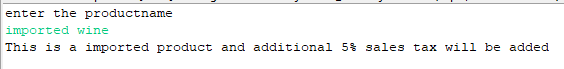 enter the productname
imported wine
This is a imported product and additional 5% sales tax will be added